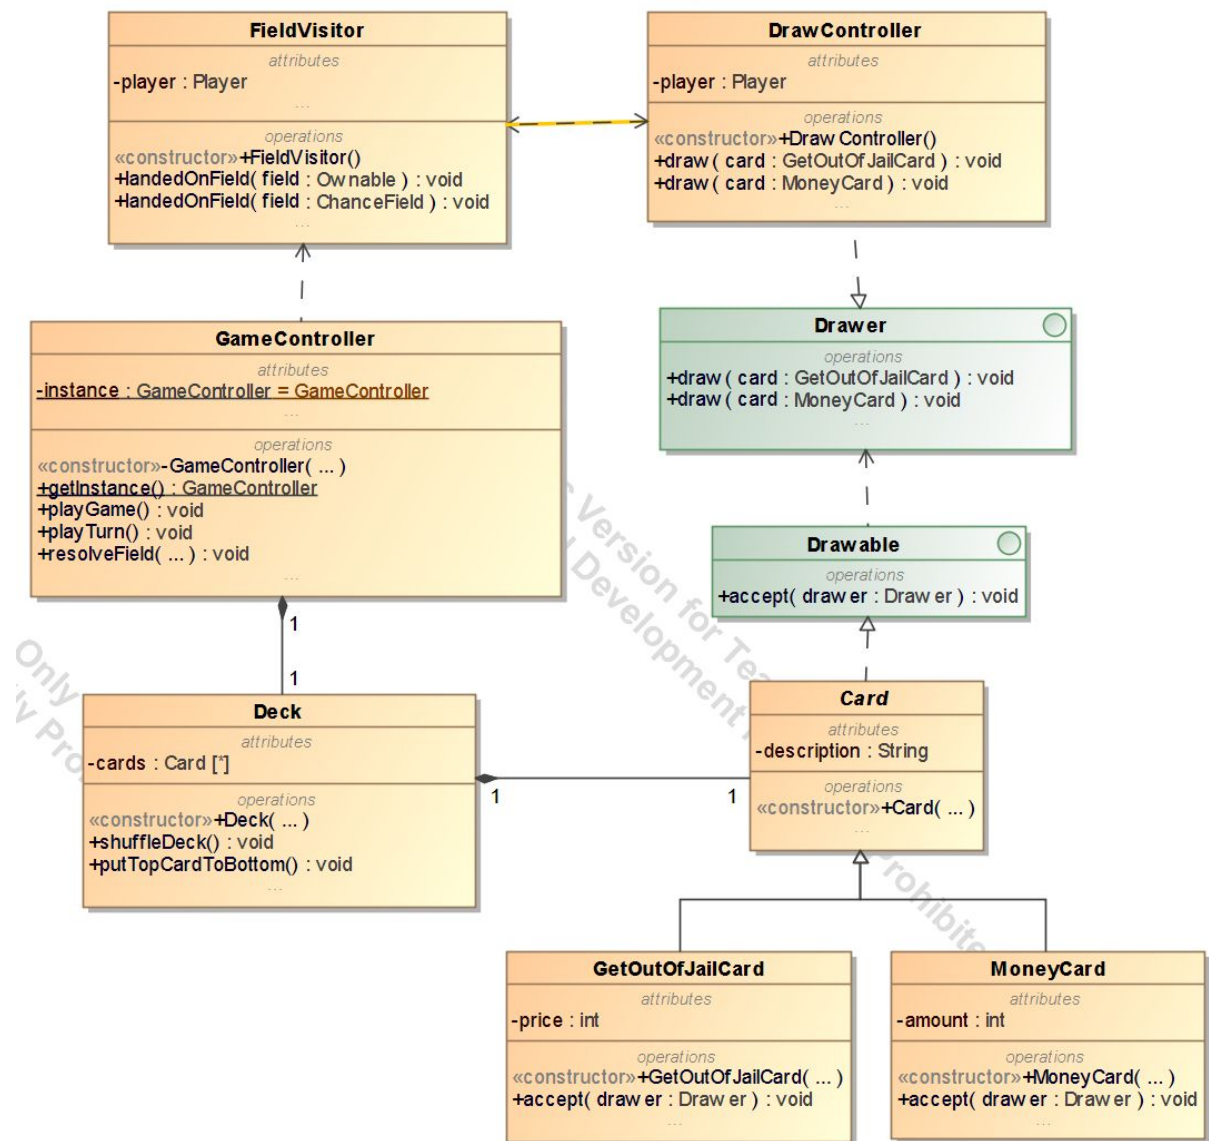 FieldVisitor
attributes
-player : Player
...
operations
«constructor»+FieldVisitor()
+landedOnField( field : Ownable ) : void
+landedOnField( field : ChanceField ) : void
...
DrawController
attributes
-player : Player
operations
«constructor»+DrawController()
+draw( card : GetOutOfJailCard ) : void
+draw( card : MoneyCard ) : void
...
GameController
attributes
-instance : GameController = GameController
...
operations
«constructor»-GameController( ... )
+getInstance() : GameController
+playGame() : void
+playTurn() : void
+resolveField( ... ) : void
...
Drawer
operations
+draw( card : GetOutOfJailCard ) : void
+draw( card : MoneyCard ) : void
...
Drawable
operations
+accept( drawer : Drawer ) : void
1
1
Deck
attributes
-cards : Card [*]
operations
«constructor»+Deck( ... )
+shuffleDeck() : void
+putTopCardToBottom() : void
...
1
1
Card
attributes
-description : String
operations
«constructor»+Card( ... )
...
GetOutOfJailCard
attributes
-price : int
operations
«constructor»+GetOutOfJailCard( ... )
+accept( drawer : Drawer ) : void
...
MoneyCard
attributes
-amount : int
operations
«constructor»+MoneyCard( ... )
+accept( drawer : Drawer ) : void
...
Version for
Development
Only